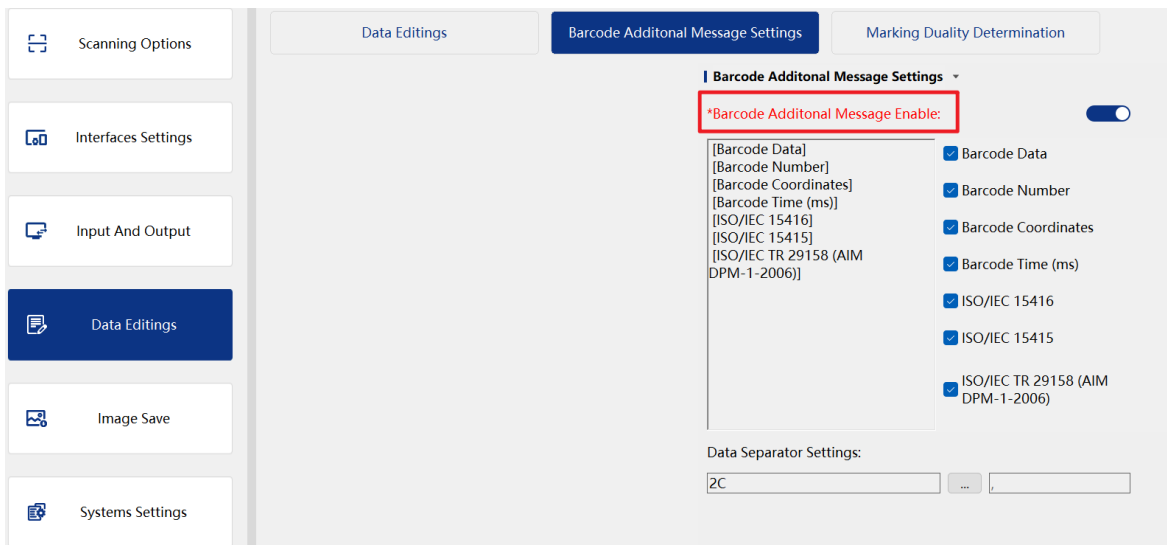 Scanning Options
Interfaces Settings
Input And Output
Data Editings
Image Save
Systems Settings
Data Editings
Barcode Additonal Message Settings
Marking Duality Determination
Barcode Additonal Message Settings
*Barcode Additonal Message Enable:
[Barcode Data]
[Barcode Number]
[Barcode Coordinates]
[Barcode Time (ms)]
[ISO/IEC 15416]
[ISO/IEC 15415]
[ISO/IEC TR 29158 (AIM
DPM-1-2006)]
Barcode Data
Barcode Number
Barcode Coordinates
Barcode Time (ms)
ISO/IEC 15416
ISO/IEC 15415
ISO/IEC TR 29158 (AIM
DPM-1-2006)
Data Separator Settings:
2C
...
,